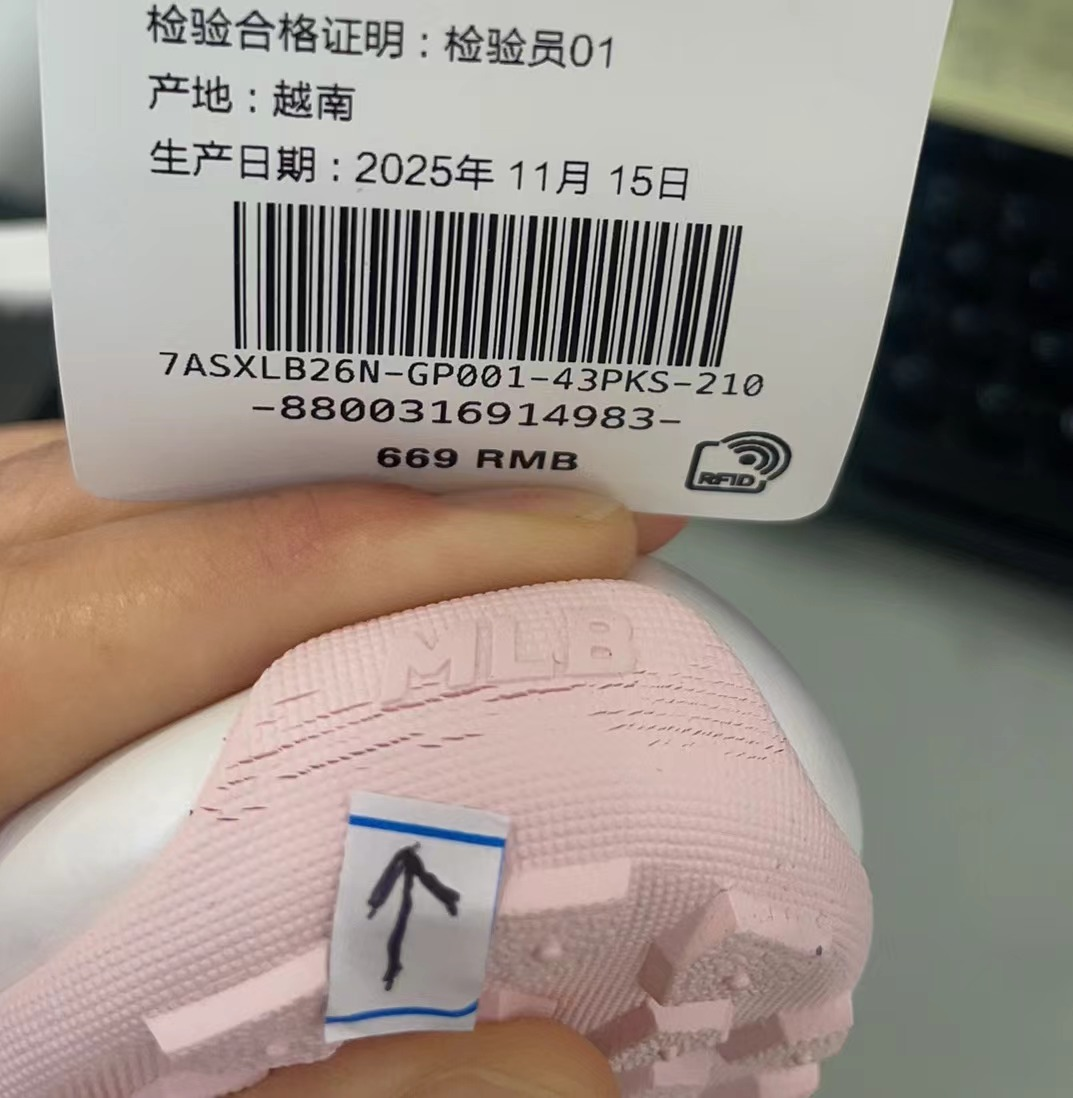 检验合格证明：检验员01
产地：越南
生产日期：2025年 11月 15日
7ASXLB26N-GP001-43PKS-210
-8800316914983-
669 RMB
RFID
MLB